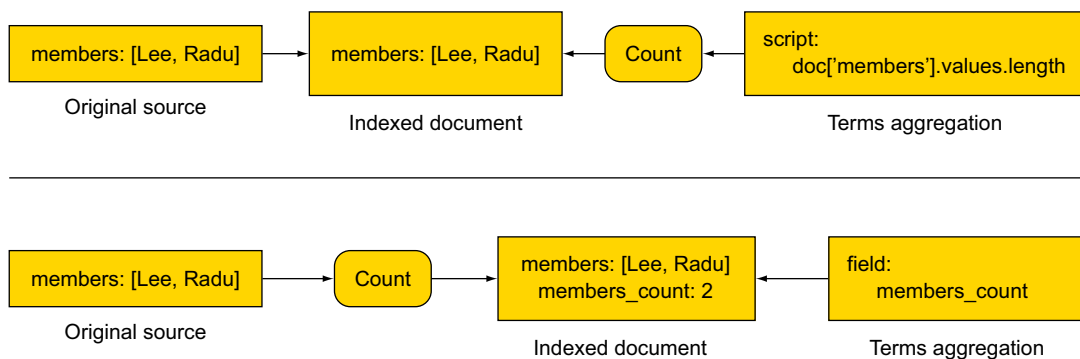 members: [Lee, Radu]
members: [Lee, Radu]
Count
script:
doc['members'].values.length
Original source
Indexed document
Terms aggregation
members: [Lee, Radu]
Count
members: [Lee, Radu]
members_count: 2
field:
members_count
Original source
Indexed document
Terms aggregation